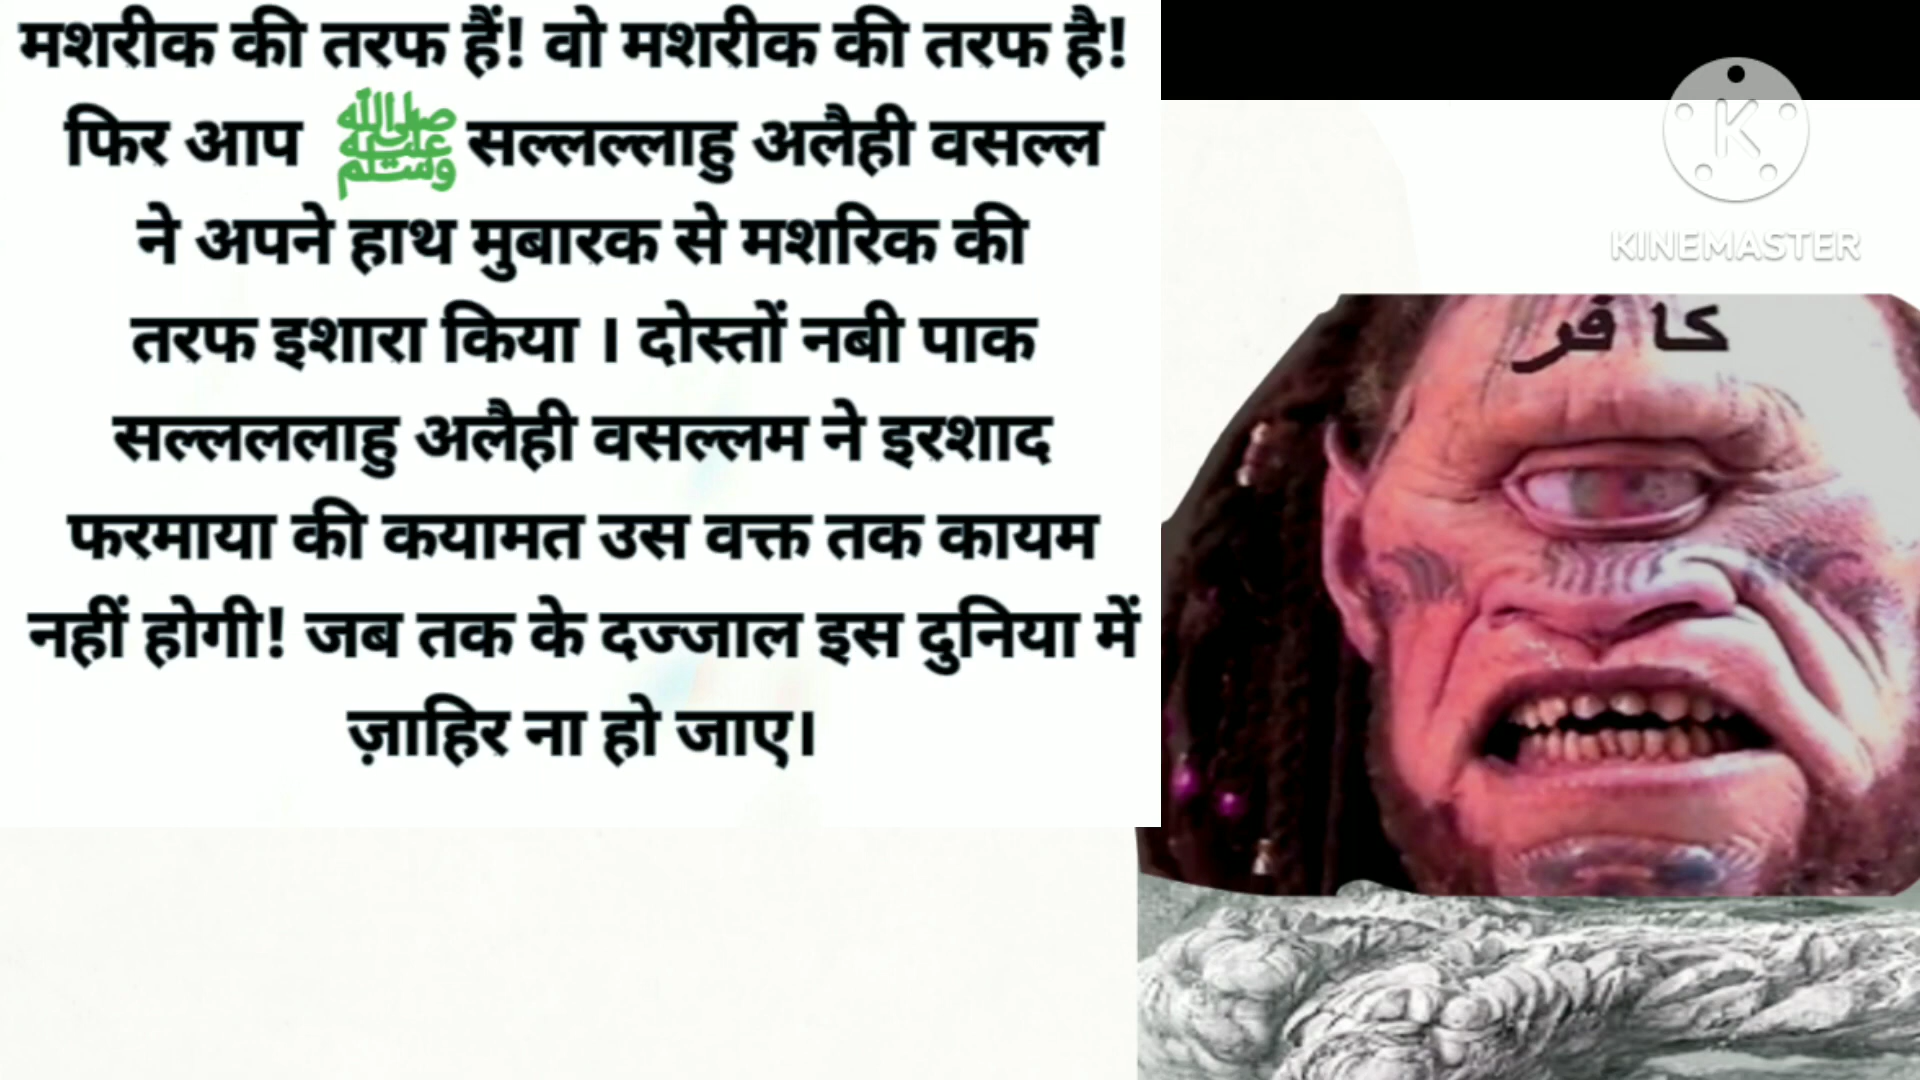 मशरीक की तरफ हैं! वो मशरीक की तरफ है!
फिर आप ﷺ सल्लल्लाहु अलैही वसल्ल
ने अपने हाथ मुबारक से मशरिक की
तरफ इशारा किया । दोस्तों नबी पाक
सल्लललाहु अलैही वसल्लम ने इरशाद
फरमाया की कयामत उस वक्त तक कायम
नहीं होगी! जब तक के दज्जाल इस दुनिया में
ज़ाहिर ना हो जाए।
K
KINEMASTER
كافر